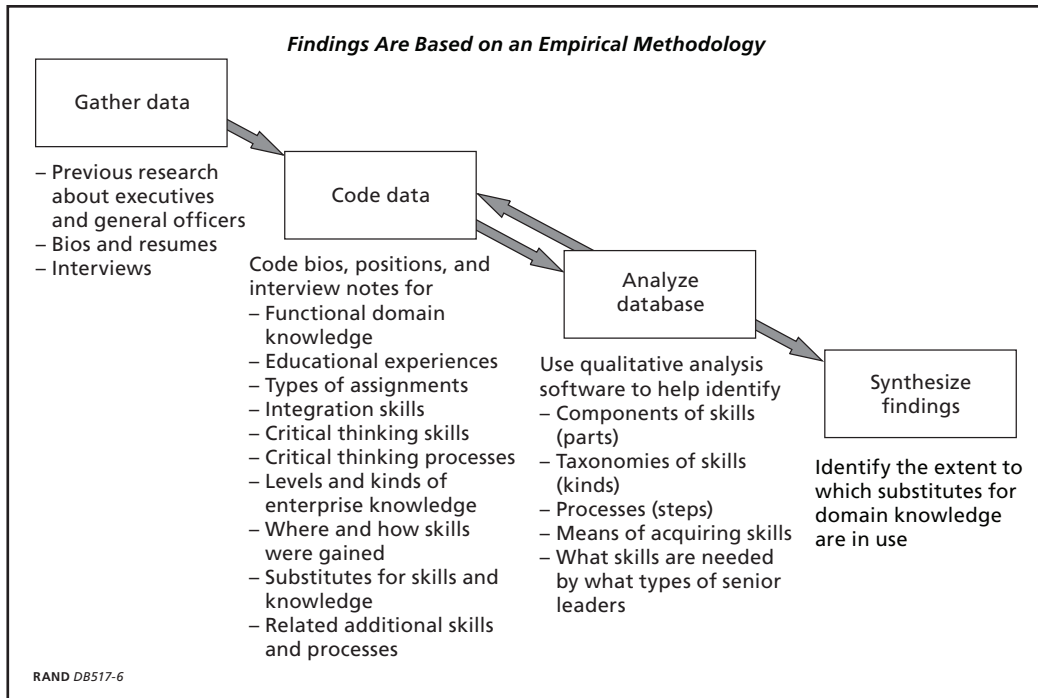 Findings Are Based on an Empirical Methodology
Gather data
– Previous research
about executives
and general officers
– Bios and resumes
– Interviews
Code data
Code bios, positions, and
interview notes for
– Functional domain
knowledge
– Educational experiences
– Types of assignments
– Integration skills
– Critical thinking skills
– Critical thinking processes
– Levels and kinds of
enterprise knowledge
– Where and how skills
were gained
– Substitutes for skills and
knowledge
– Related additional skills
and processes
Analyze
database
Use qualitative analysis
software to help identify
– Components of skills
(parts)
– Taxonomies of skills
(kinds)
– Processes (steps)
– Means of acquiring skills
– What skills are needed
by what types of senior
leaders
Synthesize
findings
Identify the extent to
which substitutes for
domain knowledge
are in use
RAND DB517-6